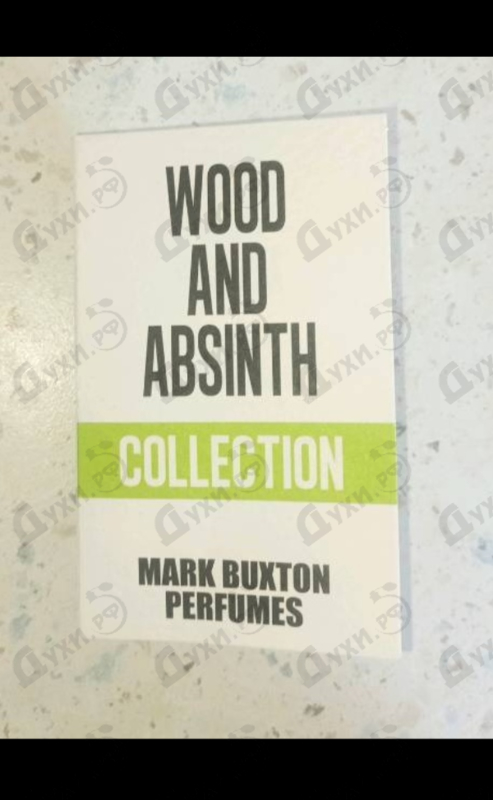 WOOD
AND
ABSINTH
COLLECTION
MARK BUXTON
PERFUMES
Духи.РФ